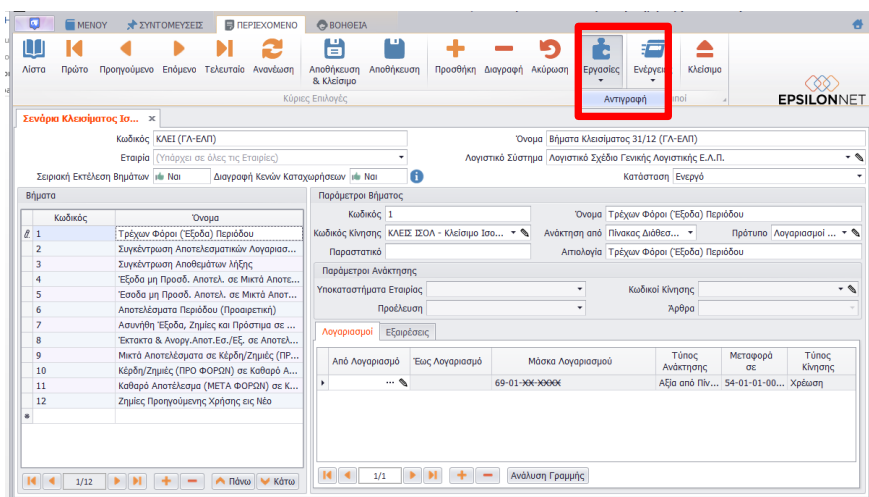 ΜΕΝΟΥ ΣΥΝΤΟΜΕΥΣΕΙΣ ΠΕΡΙΕΧΟΜΕΝΟ ΒΟΗΘΕΙΑ
Λίστα Πρώτο Προηγούμενο Επόμενο Τελευταίο Ανανέωση Αποθήκευση & Κλείσιμο Αποθήκευση Προσθήκη Διαγραφή Ακύρωση Εργασίες Ενέργειες Κλείσιμο
Κύριες Επιλογές Αντιγραφή
EPSILONNET
Σενάρια Κλεισίματος Ισ... ×
Κωδικός ΚΛΕΙ (ΓΛ-ΕΛΠ) Όνομα Βήματα Κλεισίματος 31/12 (ΓΛ-ΕΛΠ)
Εταιρία (Υπάρχει σε όλες τις Εταιρίες) Λογιστικό Σύστημα Λογιστικό Σχέδιο Γενικής Λογιστικής Ε.Λ.Π.
Σειριακή Εκτέλεση Βημάτων Ναι Διαγραφή Κενών Καταχωρήσεων Ναι Κατάσταση Ενεργό
Βήματα
Κωδικός Όνομα
1 Τρέχων Φόροι (Έξοδα) Περιόδου
2 Συγκέντρωση Αποτελεσματικών Λογαριασ...
3 Συγκέντρωση Αποθεμάτων λήξης
4 Έξοδα μη Προσδ. Αποτελ. σε Μικτά Αποτε...
5 Έσοδα μη Προσδ. Αποτελ. σε Μικτά Αποτ...
6 Αποτελέσματα Περιόδου (Προαιρετική)
7 Ασυνήθη Έξοδα, Ζημίες και Πρόστιμα σε ...
8 Έκτακτα & Ανοργ.Αποτ.Εσ./Εξ. σε Αποτελ...
9 Μικτά Αποτελέσματα σε Κέρδη/Ζημιές (ΠΡ...
10 Κέρδη/Ζημίες (ΠΡΟ ΦΟΡΩΝ) σε Καθαρό Α...
11 Καθαρό Αποτέλεσμα (ΜΕΤΑ ΦΟΡΩΝ) σε Κ...
12 Ζημίες Προηγούμενης Χρήσης εις Νέο
1/12 Πάνω Κάτω
Παράμετροι Βήματος
Κωδικός 1 Όνομα Τρέχων Φόροι (Έξοδα) Περιόδου
Κωδικός Κίνησης ΚΛΕΙΣ ΙΣΟΛ - Κλείσιμο Ισο... Ανάκτηση από Πίνακας Διάθεσ... Πρότυπο Λογαριασμοί ...
Παραστατικό Αιτιολογία Τρέχων Φόροι (Έξοδα) Περιόδου
Παράμετροι Ανάκτησης
Υποκαταστήματα Εταιρίας Κωδικοί Κίνησης
Προέλευση Άρθρα
Λογαριασμοί Εξαιρέσεις
Από Λογαριασμό Έως Λογαριασμό Μάσκα Λογαριασμού Τύπος Ανάκτησης Μεταφορά σε Τύπος Κίνησης
69-01-XX-XXXX Αξία από Πίν... 54-01-01-00... Χρέωση
1/1 Ανάλυση Γραμμής